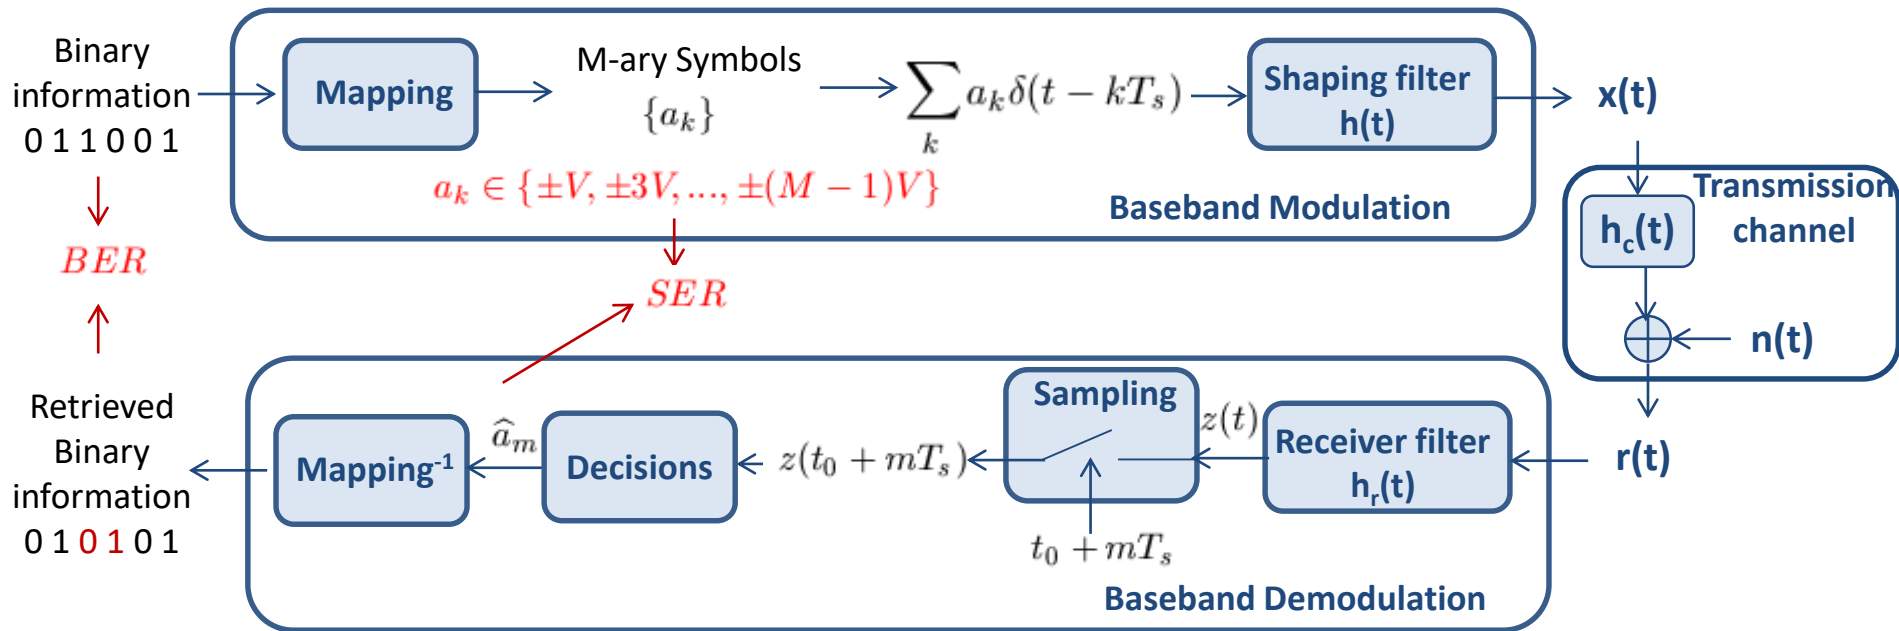 Binary
information
0 1 1 0 0 1
Mapping
M-ary Symbols
{a_k}
a_k ∈ {±V, ±3V, ..., ±(M − 1)V}
∑_k a_k δ(t − kT_s)
Shaping filter
h(t)
x(t)
Baseband Modulation
Transmission
channel
h_c(t)
n(t)
r(t)
BER
SER
Receiver filter
h_r(t)
z(t)
Sampling
t_0 + mT_s
z(t_0 + mT_s)
Decisions
â_m
Mapping⁻¹
Retrieved
Binary
information
0 1 0 1 0 1
Baseband Demodulation